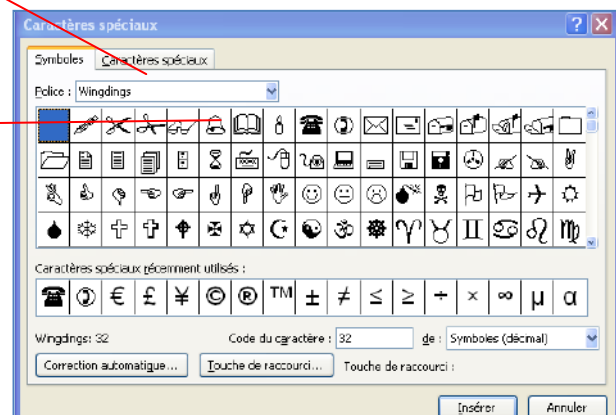 Caractères spéciaux
Symboles Caractères spéciaux
Police : Wingdings
Caractères spéciaux récemment utilisés :
€ £ ¥ © ® ™ ± ≠ ≤ ≥ ÷ × ∞ µ α
Wingdings: 32 Code du caractère : 32 de : Symboles (décimal)
Correction automatique... Touche de raccourci... Touche de raccourci :
Insérer Annuler